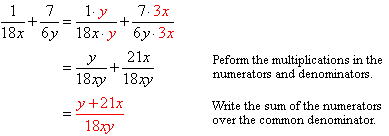 1/18x + 7/6y = 1·y/18x·y + 7·3x/6y·3x
= y/18xy + 21x/18xy Peform the multiplications in the
numerators and denominators.
= y+21x/18xy Write the sum of the numerators
over the common denominator.